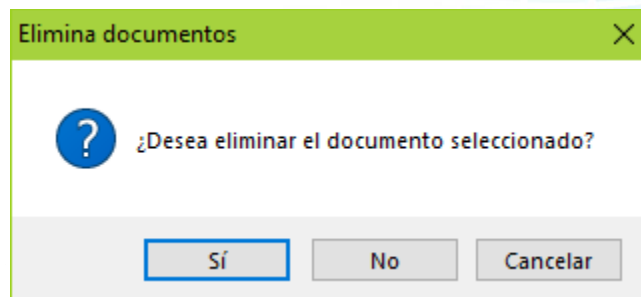 Elimina documentos
¿Desea eliminar el documento seleccionado?
Sí No Cancelar